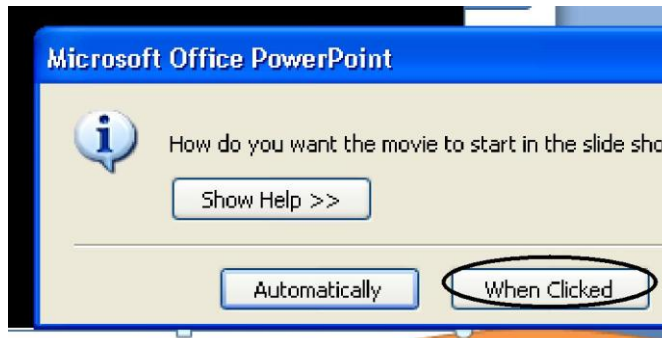 Microsoft Office PowerPoint
How do you want the movie to start in the slide sho
Show Help >>
Automatically
When Clicked